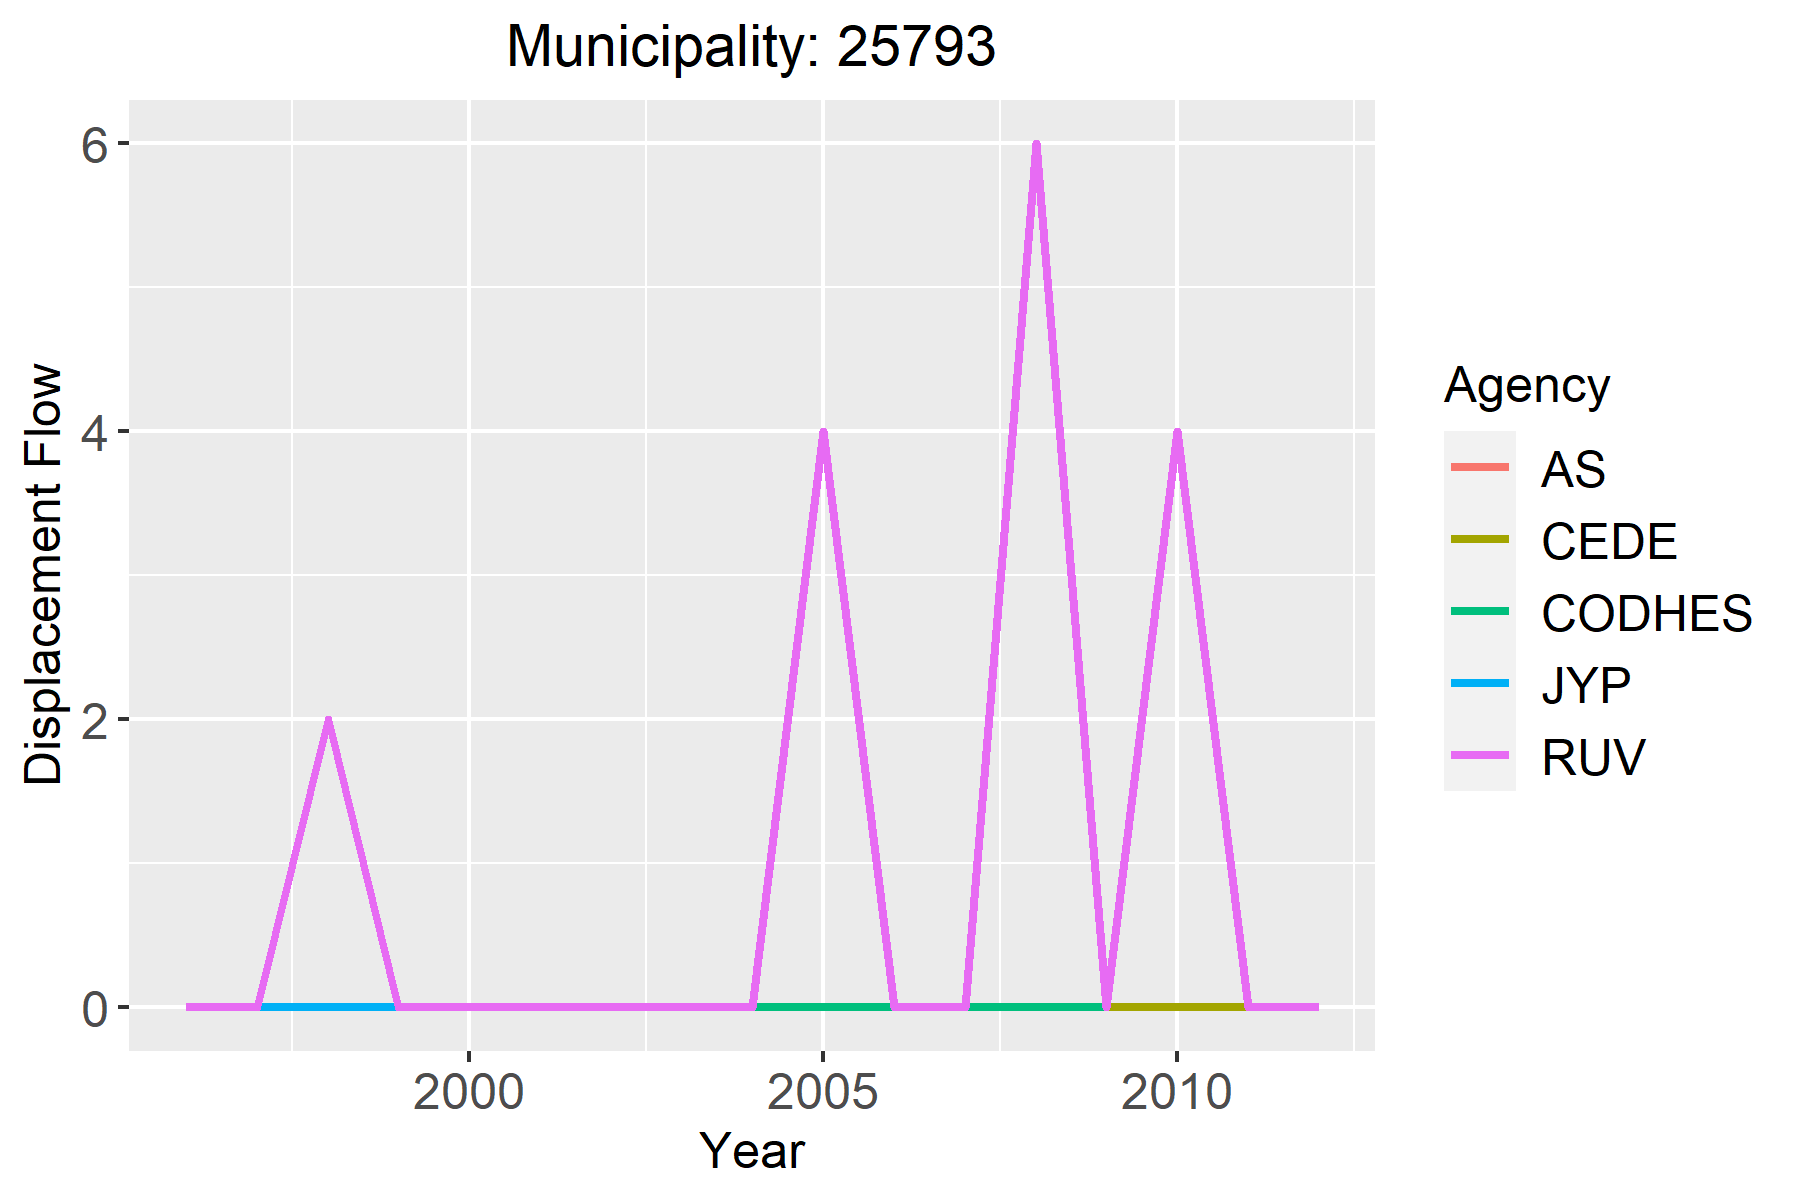 Municipality: 25793
6
4
2
0
Displacement Flow
2000 2005 2010
Year
Agency
AS
CEDE
CODHES
JYP
RUV